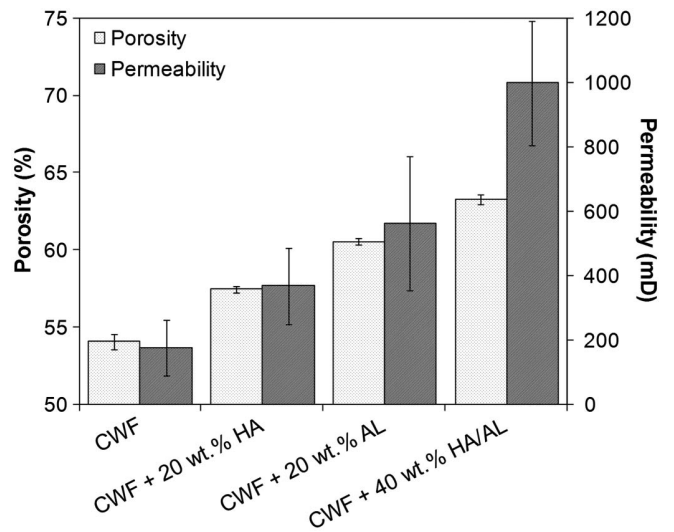 75
70
65
60
55
50
Porosity (%)
Porosity
Permeability
1200
1000
800
600
400
200
0
Permeability (mD)
CWF
CWF + 20 wt.% HA
CWF + 20 wt.% AL
CWF + 40 wt.% HA/AL